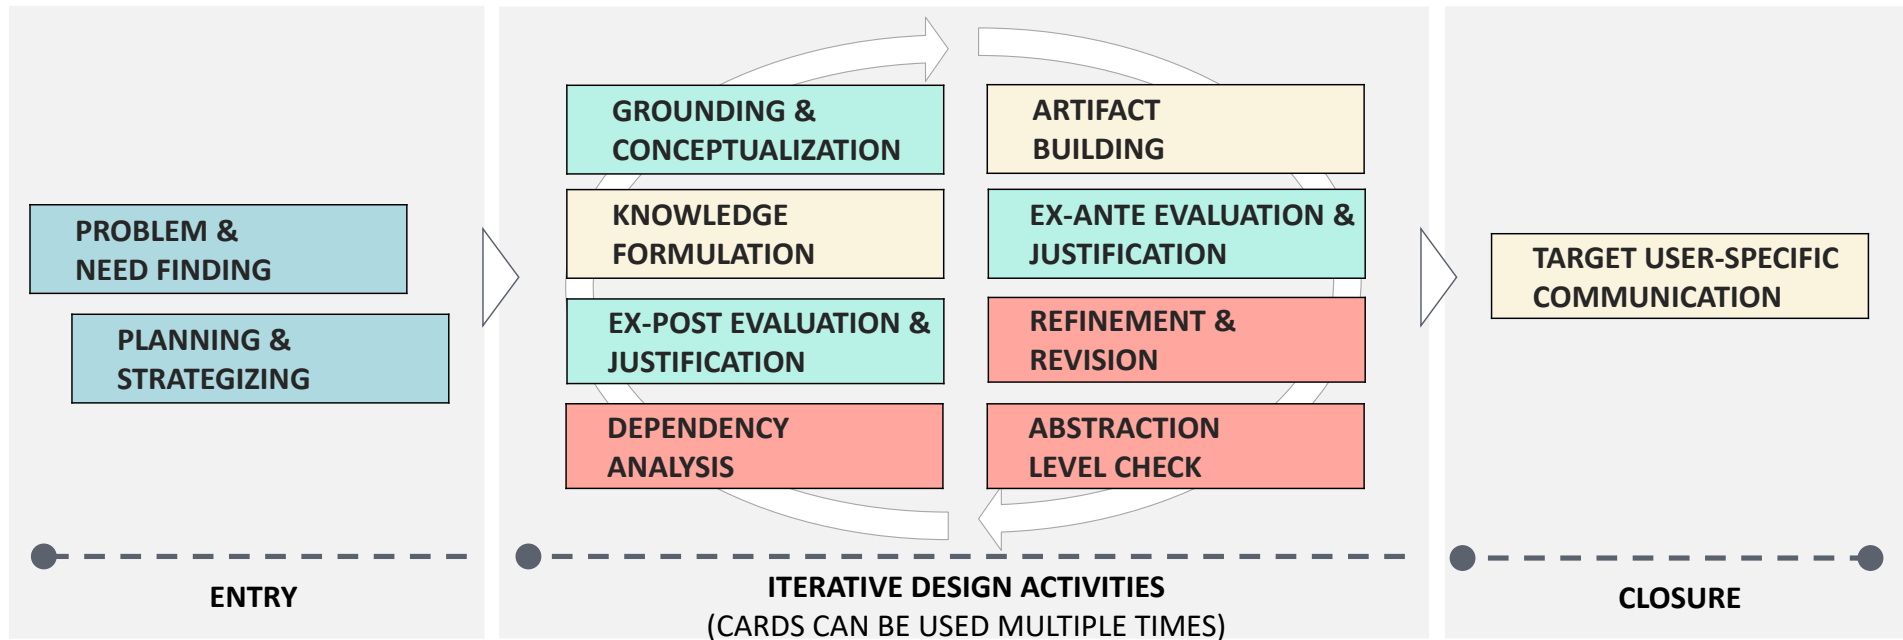 PROBLEM &
NEED FINDING
PLANNING &
STRATEGIZING
ENTRY
GROUNDING &
CONCEPTUALIZATION
ARTIFACT
BUILDING
KNOWLEDGE
FORMULATION
EX-ANTE EVALUATION &
JUSTIFICATION
EX-POST EVALUATION &
JUSTIFICATION
REFINEMENT &
REVISION
DEPENDENCY
ANALYSIS
ABSTRACTION
LEVEL CHECK
ITERATIVE DESIGN ACTIVITIES
(CARDS CAN BE USED MULTIPLE TIMES)
TARGET USER-SPECIFIC
COMMUNICATION
CLOSURE